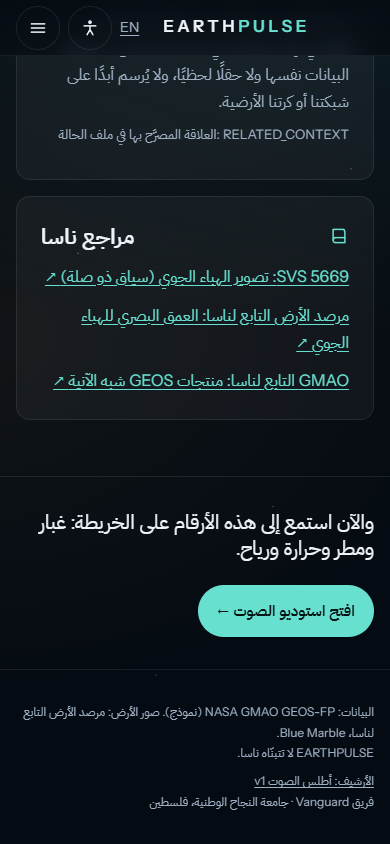 EN EARTHPULSE
البيانات نفسها ولا حقلًا لحظيًا، ولا يُرسم أبدًا على
شبكتنا أو كرتنا الأرضية.
العلاقة المصرَّح بها في ملف الحالة: RELATED_CONTEXT
مراجع ناسا
SVS 5669: تصوير الهباء الجوي (سياق ذو صلة) ↗
مرصد الأرض التابع لناسا: العمق البصري للهباء
الجوي ↗
GMAO التابع لناسا: منتجات GEOS شبه الآنية ↗
والآن استمع إلى هذه الأرقام على الخريطة: غبار
ومطر وحرارة ورياح.
افتح استوديو الصوت ←
البيانات: NASA GMAO GEOS-FP (نموذج). صور الأرض: مرصد الأرض التابع
لناسا، Blue Marble.
EARTHPULSE لا تتبنّاه ناسا.
الأرشيف: أطلس الصوت v1
فريق Vanguard · جامعة النجاح الوطنية، فلسطين